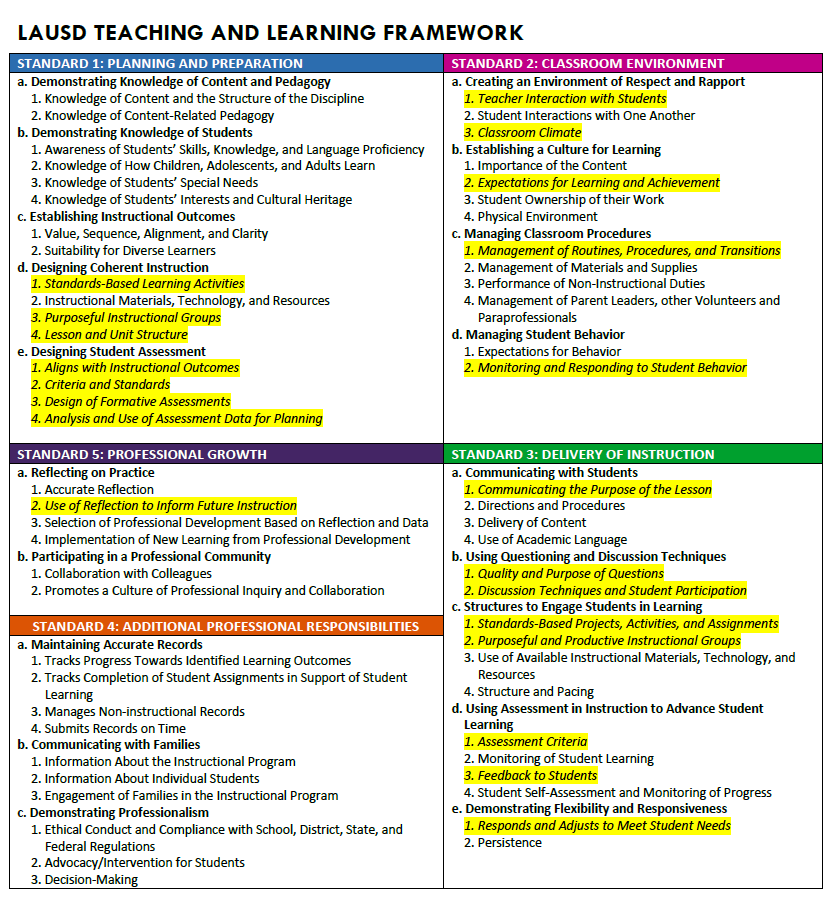 LAUSD TEACHING AND LEARNING FRAMEWORK
STANDARD 1: PLANNING AND PREPARATION
a. Demonstrating Knowledge of Content and Pedagogy
1. Knowledge of Content and the Structure of the Discipline
2. Knowledge of Content-Related Pedagogy
b. Demonstrating Knowledge of Students
1. Awareness of Students’ Skills, Knowledge, and Language Proficiency
2. Knowledge of How Children, Adolescents, and Adults Learn
3. Knowledge of Students’ Special Needs
4. Knowledge of Students’ Interests and Cultural Heritage
c. Establishing Instructional Outcomes
1. Value, Sequence, Alignment, and Clarity
2. Suitability for Diverse Learners
d. Designing Coherent Instruction
1. Standards-Based Learning Activities
2. Instructional Materials, Technology, and Resources
3. Purposeful Instructional Groups
4. Lesson and Unit Structure
e. Designing Student Assessment
1. Aligns with Instructional Outcomes
2. Criteria and Standards
3. Design of Formative Assessments
4. Analysis and Use of Assessment Data for Planning
STANDARD 2: CLASSROOM ENVIRONMENT
a. Creating an Environment of Respect and Rapport
1. Teacher Interaction with Students
2. Student Interactions with One Another
3. Classroom Climate
b. Establishing a Culture for Learning
1. Importance of the Content
2. Expectations for Learning and Achievement
3. Student Ownership of their Work
4. Physical Environment
c. Managing Classroom Procedures
1. Management of Routines, Procedures, and Transitions
2. Management of Materials and Supplies
3. Performance of Non-Instructional Duties
4. Management of Parent Leaders, other Volunteers and
Paraprofessionals
d. Managing Student Behavior
1. Expectations for Behavior
2. Monitoring and Responding to Student Behavior
STANDARD 5: PROFESSIONAL GROWTH
a. Reflecting on Practice
1. Accurate Reflection
2. Use of Reflection to Inform Future Instruction
3. Selection of Professional Development Based on Reflection and Data
4. Implementation of New Learning from Professional Development
b. Participating in a Professional Community
1. Collaboration with Colleagues
2. Promotes a Culture of Professional Inquiry and Collaboration
STANDARD 4: ADDITIONAL PROFESSIONAL RESPONSIBILITIES
a. Maintaining Accurate Records
1. Tracks Progress Towards Identified Learning Outcomes
2. Tracks Completion of Student Assignments in Support of Student
Learning
3. Manages Non-instructional Records
4. Submits Records on Time
b. Communicating with Families
1. Information About the Instructional Program
2. Information About Individual Students
3. Engagement of Families in the Instructional Program
c. Demonstrating Professionalism
1. Ethical Conduct and Compliance with School, District, State, and
Federal Regulations
2. Advocacy/Intervention for Students
3. Decision-Making
STANDARD 3: DELIVERY OF INSTRUCTION
a. Communicating with Students
1. Communicating the Purpose of the Lesson
2. Directions and Procedures
3. Delivery of Content
4. Use of Academic Language
b. Using Questioning and Discussion Techniques
1. Quality and Purpose of Questions
2. Discussion Techniques and Student Participation
c. Structures to Engage Students in Learning
1. Standards-Based Projects, Activities, and Assignments
2. Purposeful and Productive Instructional Groups
3. Use of Available Instructional Materials, Technology, and
Resources
4. Structure and Pacing
d. Using Assessment in Instruction to Advance Student
Learning
1. Assessment Criteria
2. Monitoring of Student Learning
3. Feedback to Students
4. Student Self-Assessment and Monitoring of Progress
e. Demonstrating Flexibility and Responsiveness
1. Responds and Adjusts to Meet Student Needs
2. Persistence